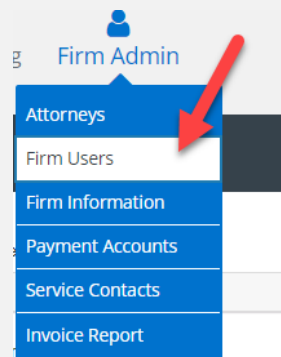 g Firm Admin
Attorneys
Firm Users
Firm Information
Payment Accounts
Service Contacts
Invoice Report